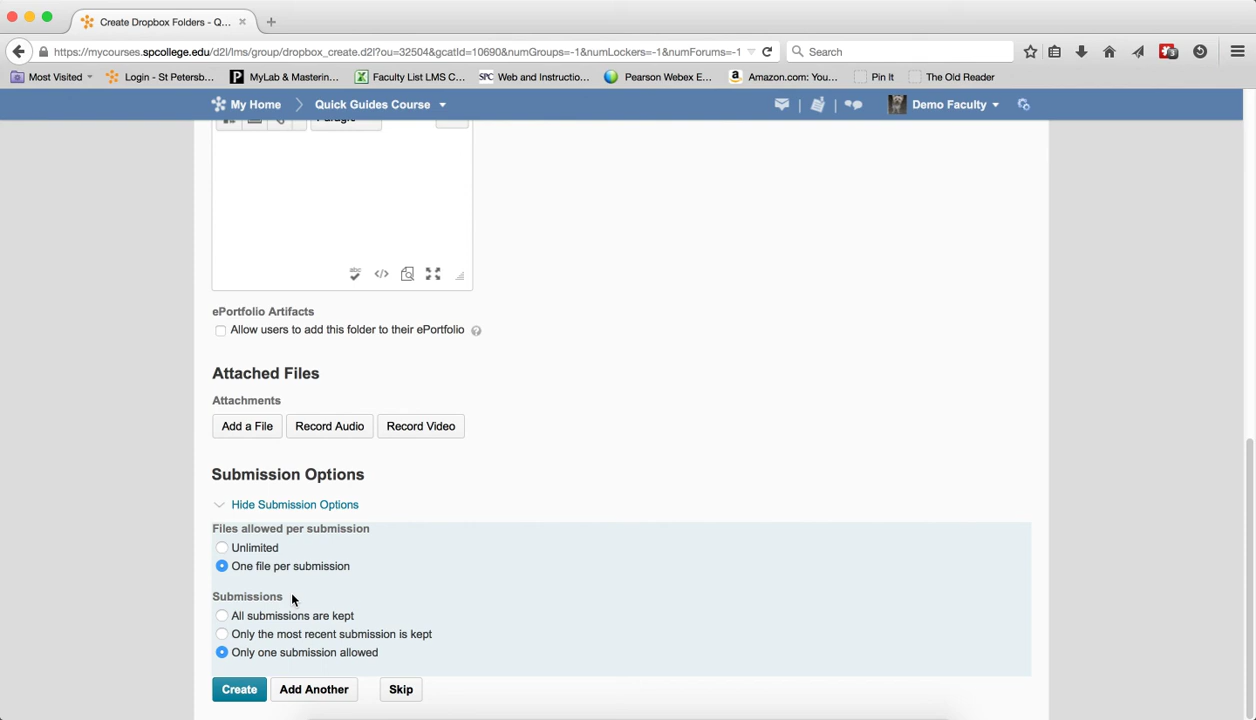 Create Dropbox Folders - Q...
https://mycourses.spcollege.edu/d2l/lms/group/dropbox_create.d2l?ou=32504&gcatId=10690&numGroups=-1&numLockers=-1&numForums=-1
Search
Most Visited
Login - St Petersb...
MyLab & Mastering...
Faculty List LMS C...
SPC Web and Instructio...
Pearson Webex E...
Amazon.com: You...
Pin It
The Old Reader
My Home
Quick Guides Course
Demo Faculty
ePortfolio Artifacts
Allow users to add this folder to their ePortfolio
Attached Files
Attachments
Add a File
Record Audio
Record Video
Submission Options
Hide Submission Options
Files allowed per submission
Unlimited
One file per submission
Submissions
All submissions are kept
Only the most recent submission is kept
Only one submission allowed
Create
Add Another
Skip